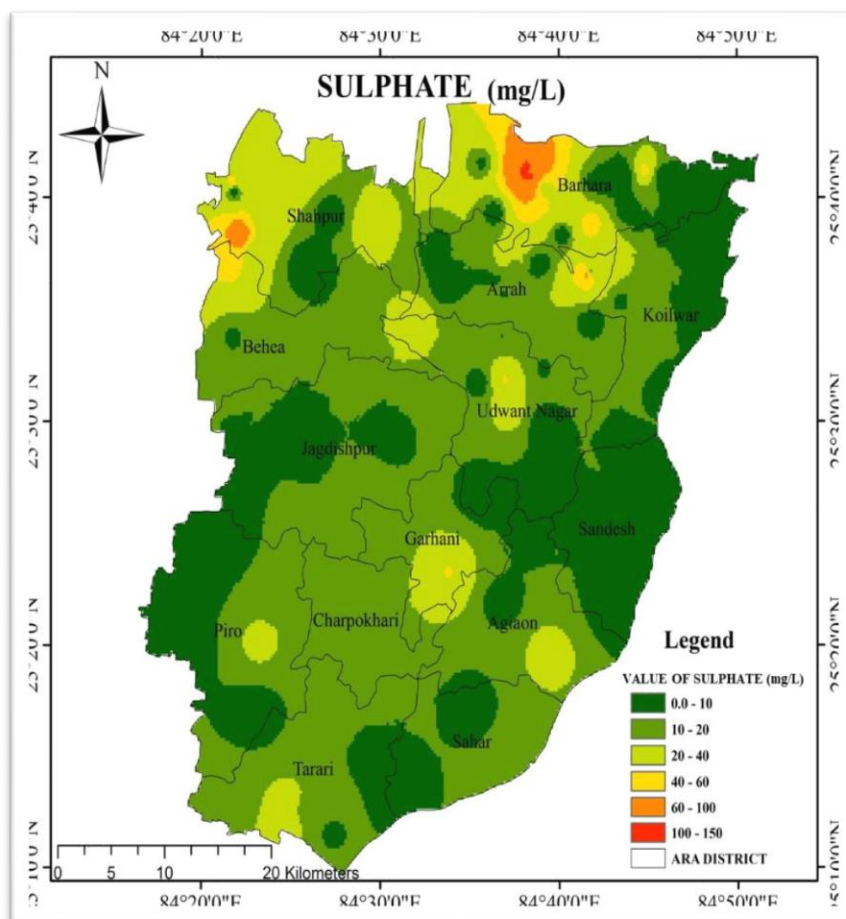 84°20'0"E 84°30'0"E 84°40'0"E 84°50'0"E
N
SULPHATE (mg/L)
Barhara
Shahpur
Arrah
Koilwar
Behea
Udwant Nagar
Jagdishpur
Sandesh
Garhani
Charpokhari
Agiaon
Piro
Sahar
Tarari
Legend
VALUE OF SULPHATE (mg/L)
0.0 - 10
10 - 20
20 - 40
40 - 60
60 - 100
100 - 150
ARA DISTRICT
0 5 10 20 Kilometers
84°20'0"E 84°30'0"E 84°40'0"E 84°50'0"E